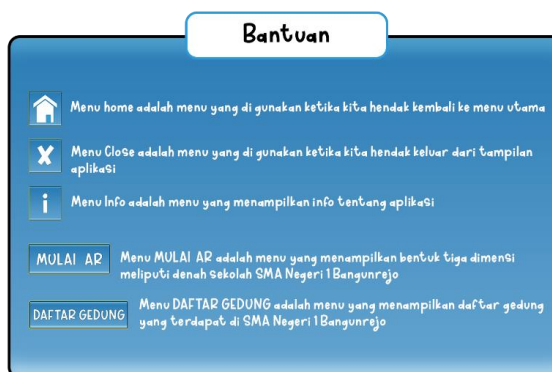 Bantuan
Menu home adalah menu yang di gunakan ketika kita hendak kembali ke menu utama
X
Menu Close adalah menu yang di gunakan ketika kita hendak keluar dari tampilan
aplikasi
i
Menu Info adalah menu yang menampilkan info tentang aplikasi
MULAI AR
Menu MULAI AR adalah menu yang menampilkan bentuk tiga dimensi
meliputi denah sekolah SMA Negeri 1 Bangunrejo
DAFTAR GEDUNG
Menu DAFTAR GEDUNG adalah menu yang menampilkan daftar gedung
yang terdapat di SMA Negeri 1 Bangunrejo